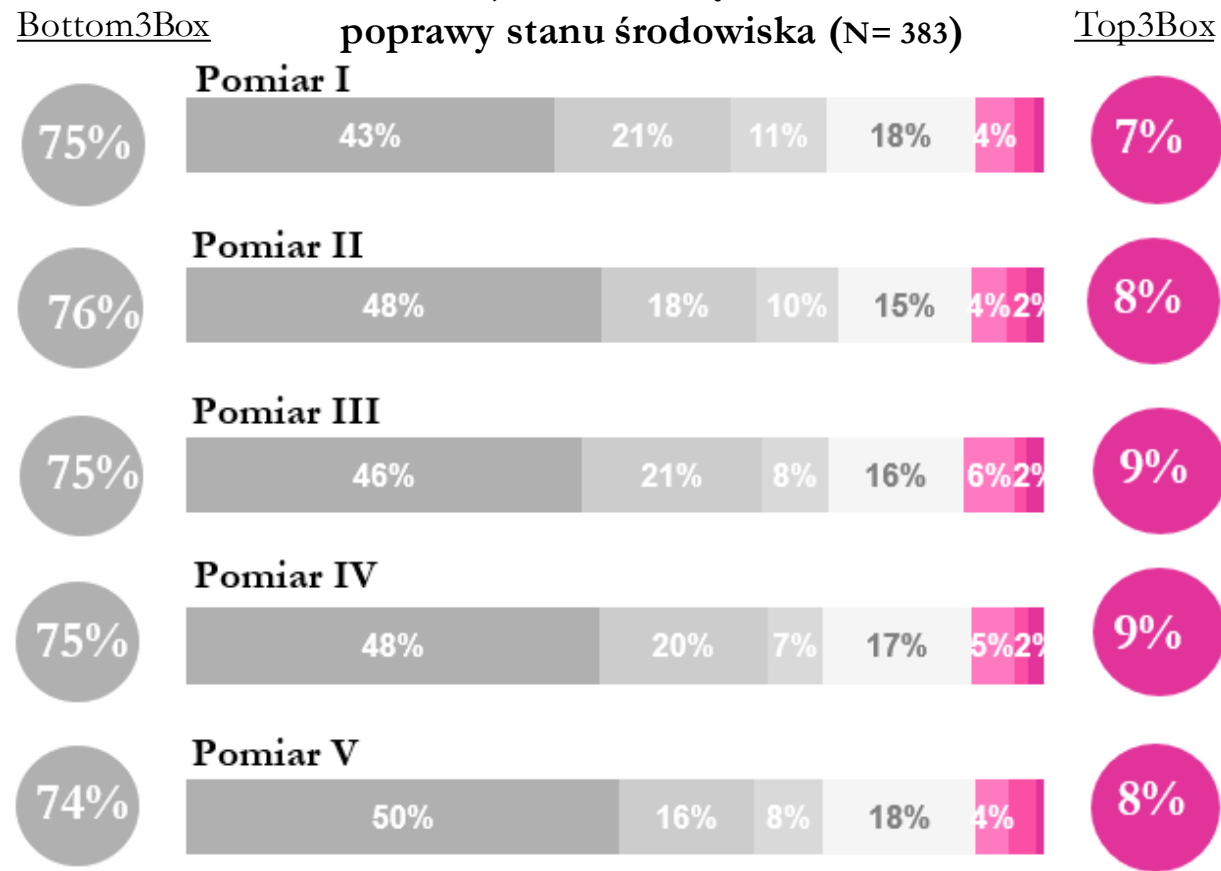 Bottom3Box
poprawy stanu środowiska (N= 383)
Top3Box
Pomiar I
75%
43% 21% 11% 18% 4%
7%
Pomiar II
76%
48% 18% 10% 15% 4% 2%
8%
Pomiar III
75%
46% 21% 8% 16% 6% 2%
9%
Pomiar IV
75%
48% 20% 7% 17% 5% 2%
9%
Pomiar V
74%
50% 16% 8% 18% 4%
8%